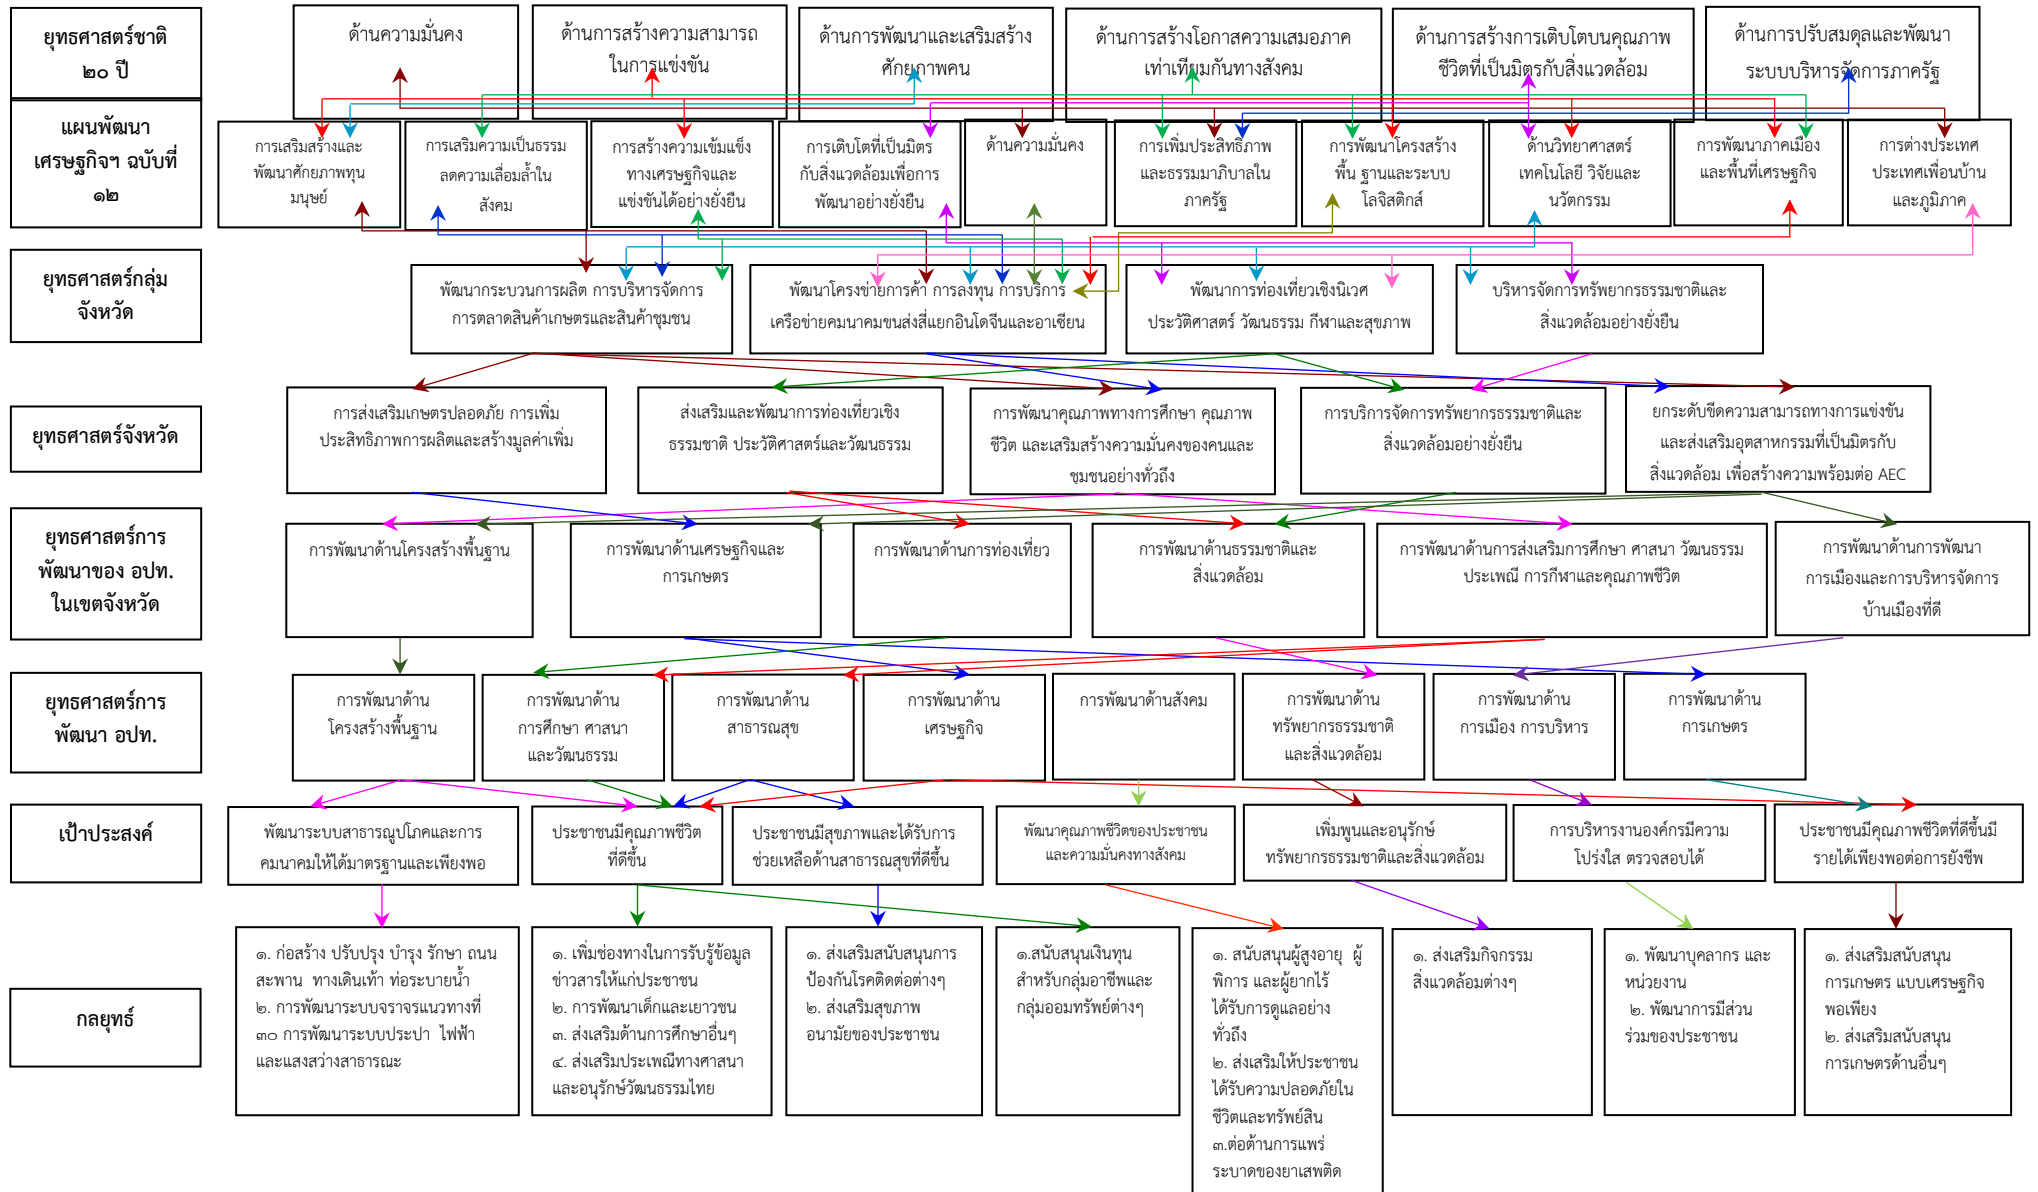 ยุทธศาสตร์ชาติ
๒๐ ปี
ด้านความมั่นคง
ด้านการสร้างความสามารถ
ในการแข่งขัน
ด้านการพัฒนาและเสริมสร้าง
ศักยภาพคน
ด้านการสร้างโอกาสความเสมอภาค
เท่าเทียมกันทางสังคม
ด้านการสร้างการเติบโตบนคุณภาพ
ชีวิตที่เป็นมิตรกับสิ่งแวดล้อม
ด้านการปรับสมดุลและพัฒนา
ระบบบริหารจัดการภาครัฐ
แผนพัฒนา
เศรษฐกิจฯ ฉบับที่
๑๒
การเสริมสร้างและ
พัฒนาศักยภาพทุน
มนุษย์
การเสริมความเป็นธรรม
ลดความเลื่อมล้ำใน
สังคม
การสร้างความเข้มแข็ง
ทางเศรษฐกิจและ
แข่งขันได้อย่างยั่งยืน
การเติบโตที่เป็นมิตร
กับสิ่งแวดล้อมเพื่อการ
พัฒนาอย่างยั่งยืน
ด้านความมั่นคง
การเพิ่มประสิทธิภาพ
และธรรมมาภิบาลใน
ภาครัฐ
การพัฒนาโครงสร้าง
พื้น ฐานและระบบ
โลจิสติกส์
ด้านวิทยาศาสตร์
เทคโนโลยี วิจัยและ
นวัตกรรม
การพัฒนาภาคเมือง
และพื้นที่เศรษฐกิจ
การต่างประเทศ
ประเทศเพื่อนบ้าน
และภูมิภาค
ยุทธศาสตร์กลุ่ม
จังหวัด
พัฒนากระบวนการผลิต การบริหารจัดการ
การตลาดสินค้าเกษตรและสินค้าชุมชน
พัฒนาโครงข่ายการค้า การลงทุน การบริการ
เครือข่ายคมนาคมขนส่งสี่แยกอินโดจีนและอาเซียน
พัฒนาการท่องเที่ยวเชิงนิเวศ
ประวัติศาสตร์ วัฒนธรรม กีฬาและสุขภาพ
บริหารจัดการทรัพยากรธรรมชาติและ
สิ่งแวดล้อมอย่างยั่งยืน
ยุทธศาสตร์จังหวัด
การส่งเสริมเกษตรปลอดภัย การเพิ่ม
ประสิทธิภาพการผลิตและสร้างมูลค่าเพิ่ม
ส่งเสริมและพัฒนาการท่องเที่ยวเชิง
ธรรมชาติ ประวัติศาสตร์และวัฒนธรรม
การพัฒนาคุณภาพทางการศึกษา คุณภาพ
ชีวิต และเสริมสร้างความมั่นคงของคนและ
ชุมชนอย่างทั่วถึง
การบริการจัดการทรัพยากรธรรมชาติและ
สิ่งแวดล้อมอย่างยั่งยืน
ยกระดับขีดความสามารถทางการแข่งขัน
และส่งเสริมอุตสาหกรรมที่เป็นมิตรกับ
สิ่งแวดล้อม เพื่อสร้างความพร้อมต่อ AEC
ยุทธศาสตร์การ
พัฒนาของ อปท.
ในเขตจังหวัด
การพัฒนาด้านโครงสร้างพื้นฐาน
การพัฒนาด้านเศรษฐกิจและ
การเกษตร
การพัฒนาด้านการท่องเที่ยว
การพัฒนาด้านธรรมชาติและ
สิ่งแวดล้อม
การพัฒนาด้านการส่งเสริมการศึกษา ศาสนา วัฒนธรรม
ประเพณี การกีฬาและคุณภาพชีวิต
การพัฒนาด้านการพัฒนา
การเมืองและการบริหารจัดการ
บ้านเมืองที่ดี
ยุทธศาสตร์การ
พัฒนา อปท.
การพัฒนาด้าน
โครงสร้างพื้นฐาน
การพัฒนาด้าน
การศึกษา ศาสนา
และวัฒนธรรม
การพัฒนาด้าน
สาธารณสุข
การพัฒนาด้าน
เศรษฐกิจ
การพัฒนาด้านสังคม
การพัฒนาด้าน
ทรัพยากรธรรมชาติ
และสิ่งแวดล้อม
การพัฒนาด้าน
การเมือง การบริหาร
การพัฒนาด้าน
การเกษตร
เป้าประสงค์
พัฒนาระบบสาธารณูปโภคและการ
คมนาคมให้ได้มาตรฐานและเพียงพอ
ประชาชนมีคุณภาพชีวิต
ที่ดีขึ้น
ประชาชนมีสุขภาพและได้รับการ
ช่วยเหลือด้านสาธารณสุขที่ดีขึ้น
พัฒนาคุณภาพชีวิตของประชาชน
และความมั่นคงทางสังคม
เพิ่มพูนและอนุรักษ์
ทรัพยากรธรรมชาติและสิ่งแวดล้อม
การบริหารงานองค์กรมีความ
โปร่งใส ตรวจสอบได้
ประชาชนมีคุณภาพชีวิตที่ดีขึ้นมี
รายได้เพียงพอต่อการยังชีพ
กลยุทธ์
๑. ก่อสร้าง ปรับปรุง บำรุง รักษา ถนน
สะพาน ทางเดินเท้า ท่อระบายน้ำ
๒. การพัฒนาระบบจราจรแนวทางที่
๓๐ การพัฒนาระบบประปา ไฟฟ้า
และแสงสว่างสาธารณะ
๑. เพิ่มช่องทางในการรับรู้ข้อมูล
ข่าวสารให้แก่ประชาชน
๒. การพัฒนาเด็กและเยาวชน
๓. ส่งเสริมด้านการศึกษาอื่นๆ
๔. ส่งเสริมประเพณีทางศาสนา
และอนุรักษ์วัฒนธรรมไทย
๑. ส่งเสริมสนับสนุนการ
ป้องกันโรคติดต่อต่างๆ
๒. ส่งเสริมสุขภาพ
อนามัยของประชาชน
๑.สนับสนุนเงินทุน
สำหรับกลุ่มอาชีพและ
กลุ่มออมทรัพย์ต่างๆ
๑. สนับสนุนผู้สูงอายุ ผู้
พิการ และผู้ยากไร้
ได้รับการดูแลอย่าง
ทั่วถึง
๒. ส่งเสริมให้ประชาชน
ได้รับความปลอดภัยใน
ชีวิตและทรัพย์สิน
๓.ต่อต้านการแพร่
ระบาดของยาเสพติด
๑. ส่งเสริมกิจกรรม
สิ่งแวดล้อมต่างๆ
๑. พัฒนาบุคลากร และ
หน่วยงาน
๒. พัฒนาการมีส่วน
ร่วมของประชาชน
๑. ส่งเสริมสนับสนุน
การเกษตร แบบเศรษฐกิจ
พอเพียง
๒. ส่งเสริมสนับสนุน
การเกษตรด้านอื่นๆ